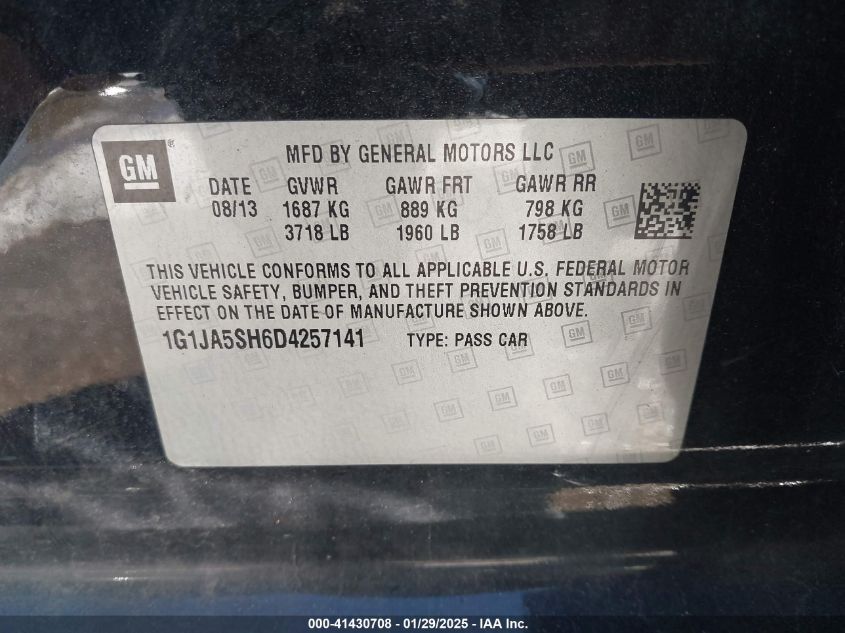 GM ®
MFD BY GENERAL MOTORS LLC
DATE GVWR GAWR FRT GAWR RR
08/13 1687 KG 889 KG 798 KG
3718 LB 1960 LB 1758 LB
THIS VEHICLE CONFORMS TO ALL APPLICABLE U.S. FEDERAL MOTOR
VEHICLE SAFETY, BUMPER, AND THEFT PREVENTION STANDARDS IN
EFFECT ON THE DATE OF MANUFACTURE SHOWN ABOVE.
1G1JA5SH6D4257141 TYPE: PASS CAR
000-41430708 - 01/29/2025 - IAA Inc.